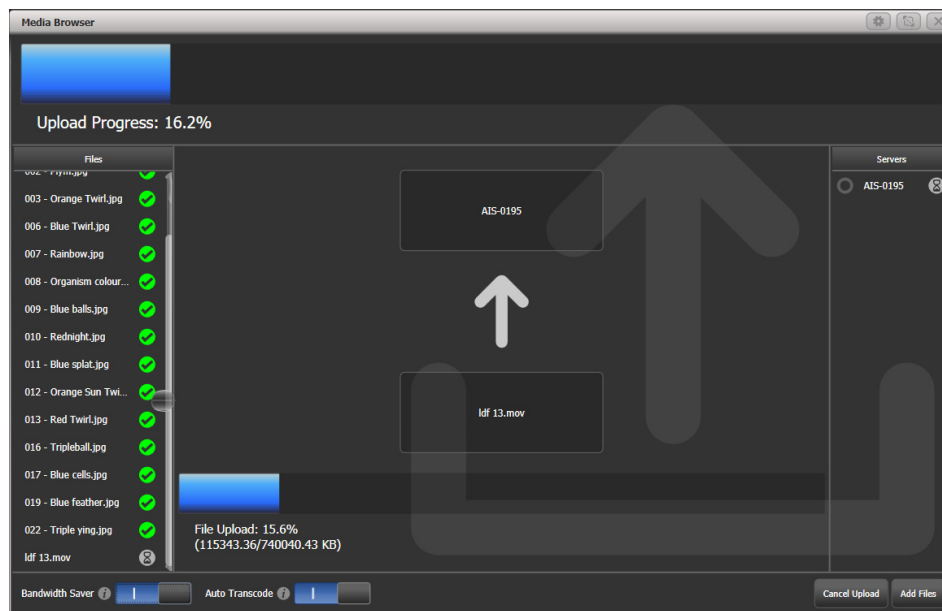 Media Browser
Upload Progress: 16.2%
Files
Servers
002 - Flym.jpg
003 - Orange Twirl.jpg
006 - Blue Twirl.jpg
007 - Rainbow.jpg
008 - Organism colour...
009 - Blue balls.jpg
010 - Rednight.jpg
011 - Blue splat.jpg
012 - Orange Sun Twi...
013 - Red Twirl.jpg
016 - Tripleball.jpg
017 - Blue cells.jpg
019 - Blue feather.jpg
022 - Triple ying.jpg
ldf 13.mov
AIS-0195
ldf 13.mov
File Upload: 15.6%
(115343.36/740040.43 KB)
AIS-0195
Bandwidth Saver
Auto Transcode
Cancel Upload
Add Files